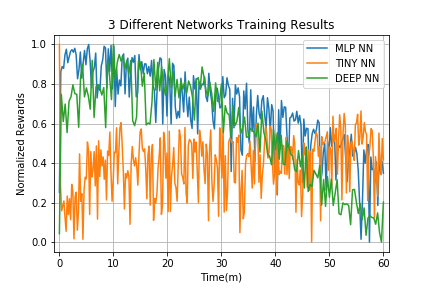 3 Different Networks Training Results
MLP NN
TINY NN
DEEP NN
Normalized Rewards
1.0
0.8
0.6
0.4
0.2
0.0
0
10
20
30
40
50
60
Time(m)